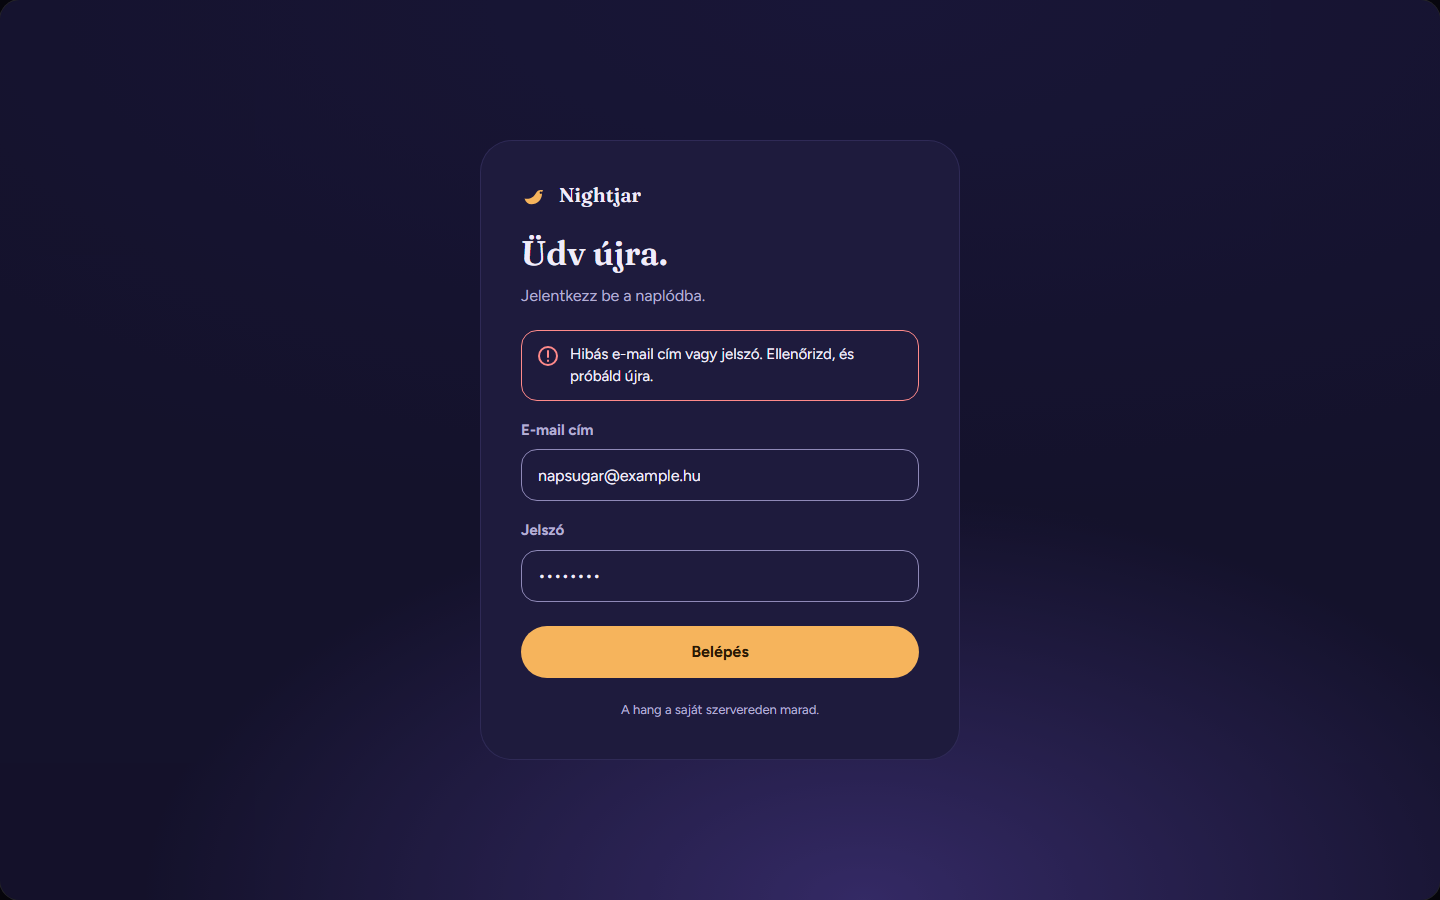 Nightjar
Üdv újra.
Jelentkezz be a naplódba.
Hibás e-mail cím vagy jelszó. Ellenőrizd, és
próbáld újra.
E-mail cím
napsugar@example.hu
Jelszó
••••••••
Belépés
A hang a saját szervereden marad.